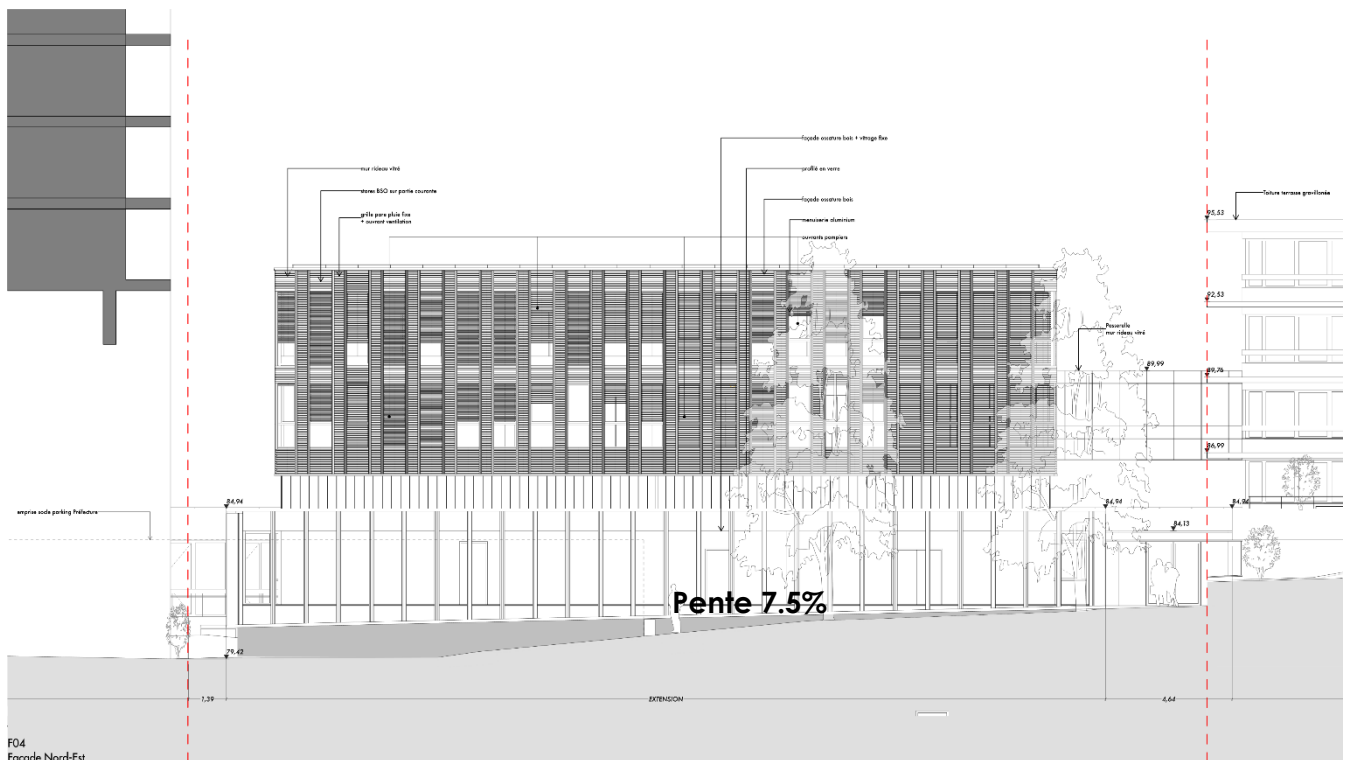 façade ossature bois + vitrage fixe
mur rideau vitré
profilé en verre
stores BSO sur partie courante
façade ossature bois
Toiture terrasse gravillonée
grille pare pluie fixe
+ ouvrant ventilation
menuiserie aluminium
95,53
ouvrants pompiers
92,53
Passerelle
mur rideau vitré
89,99
89,76
86,99
84,94
84,94
84,94
emprise socle parking Préfecture
84,13
Pente 7.5%
79.42
1,39
EXTENSION
4,64
F04
Façade Nord-Est